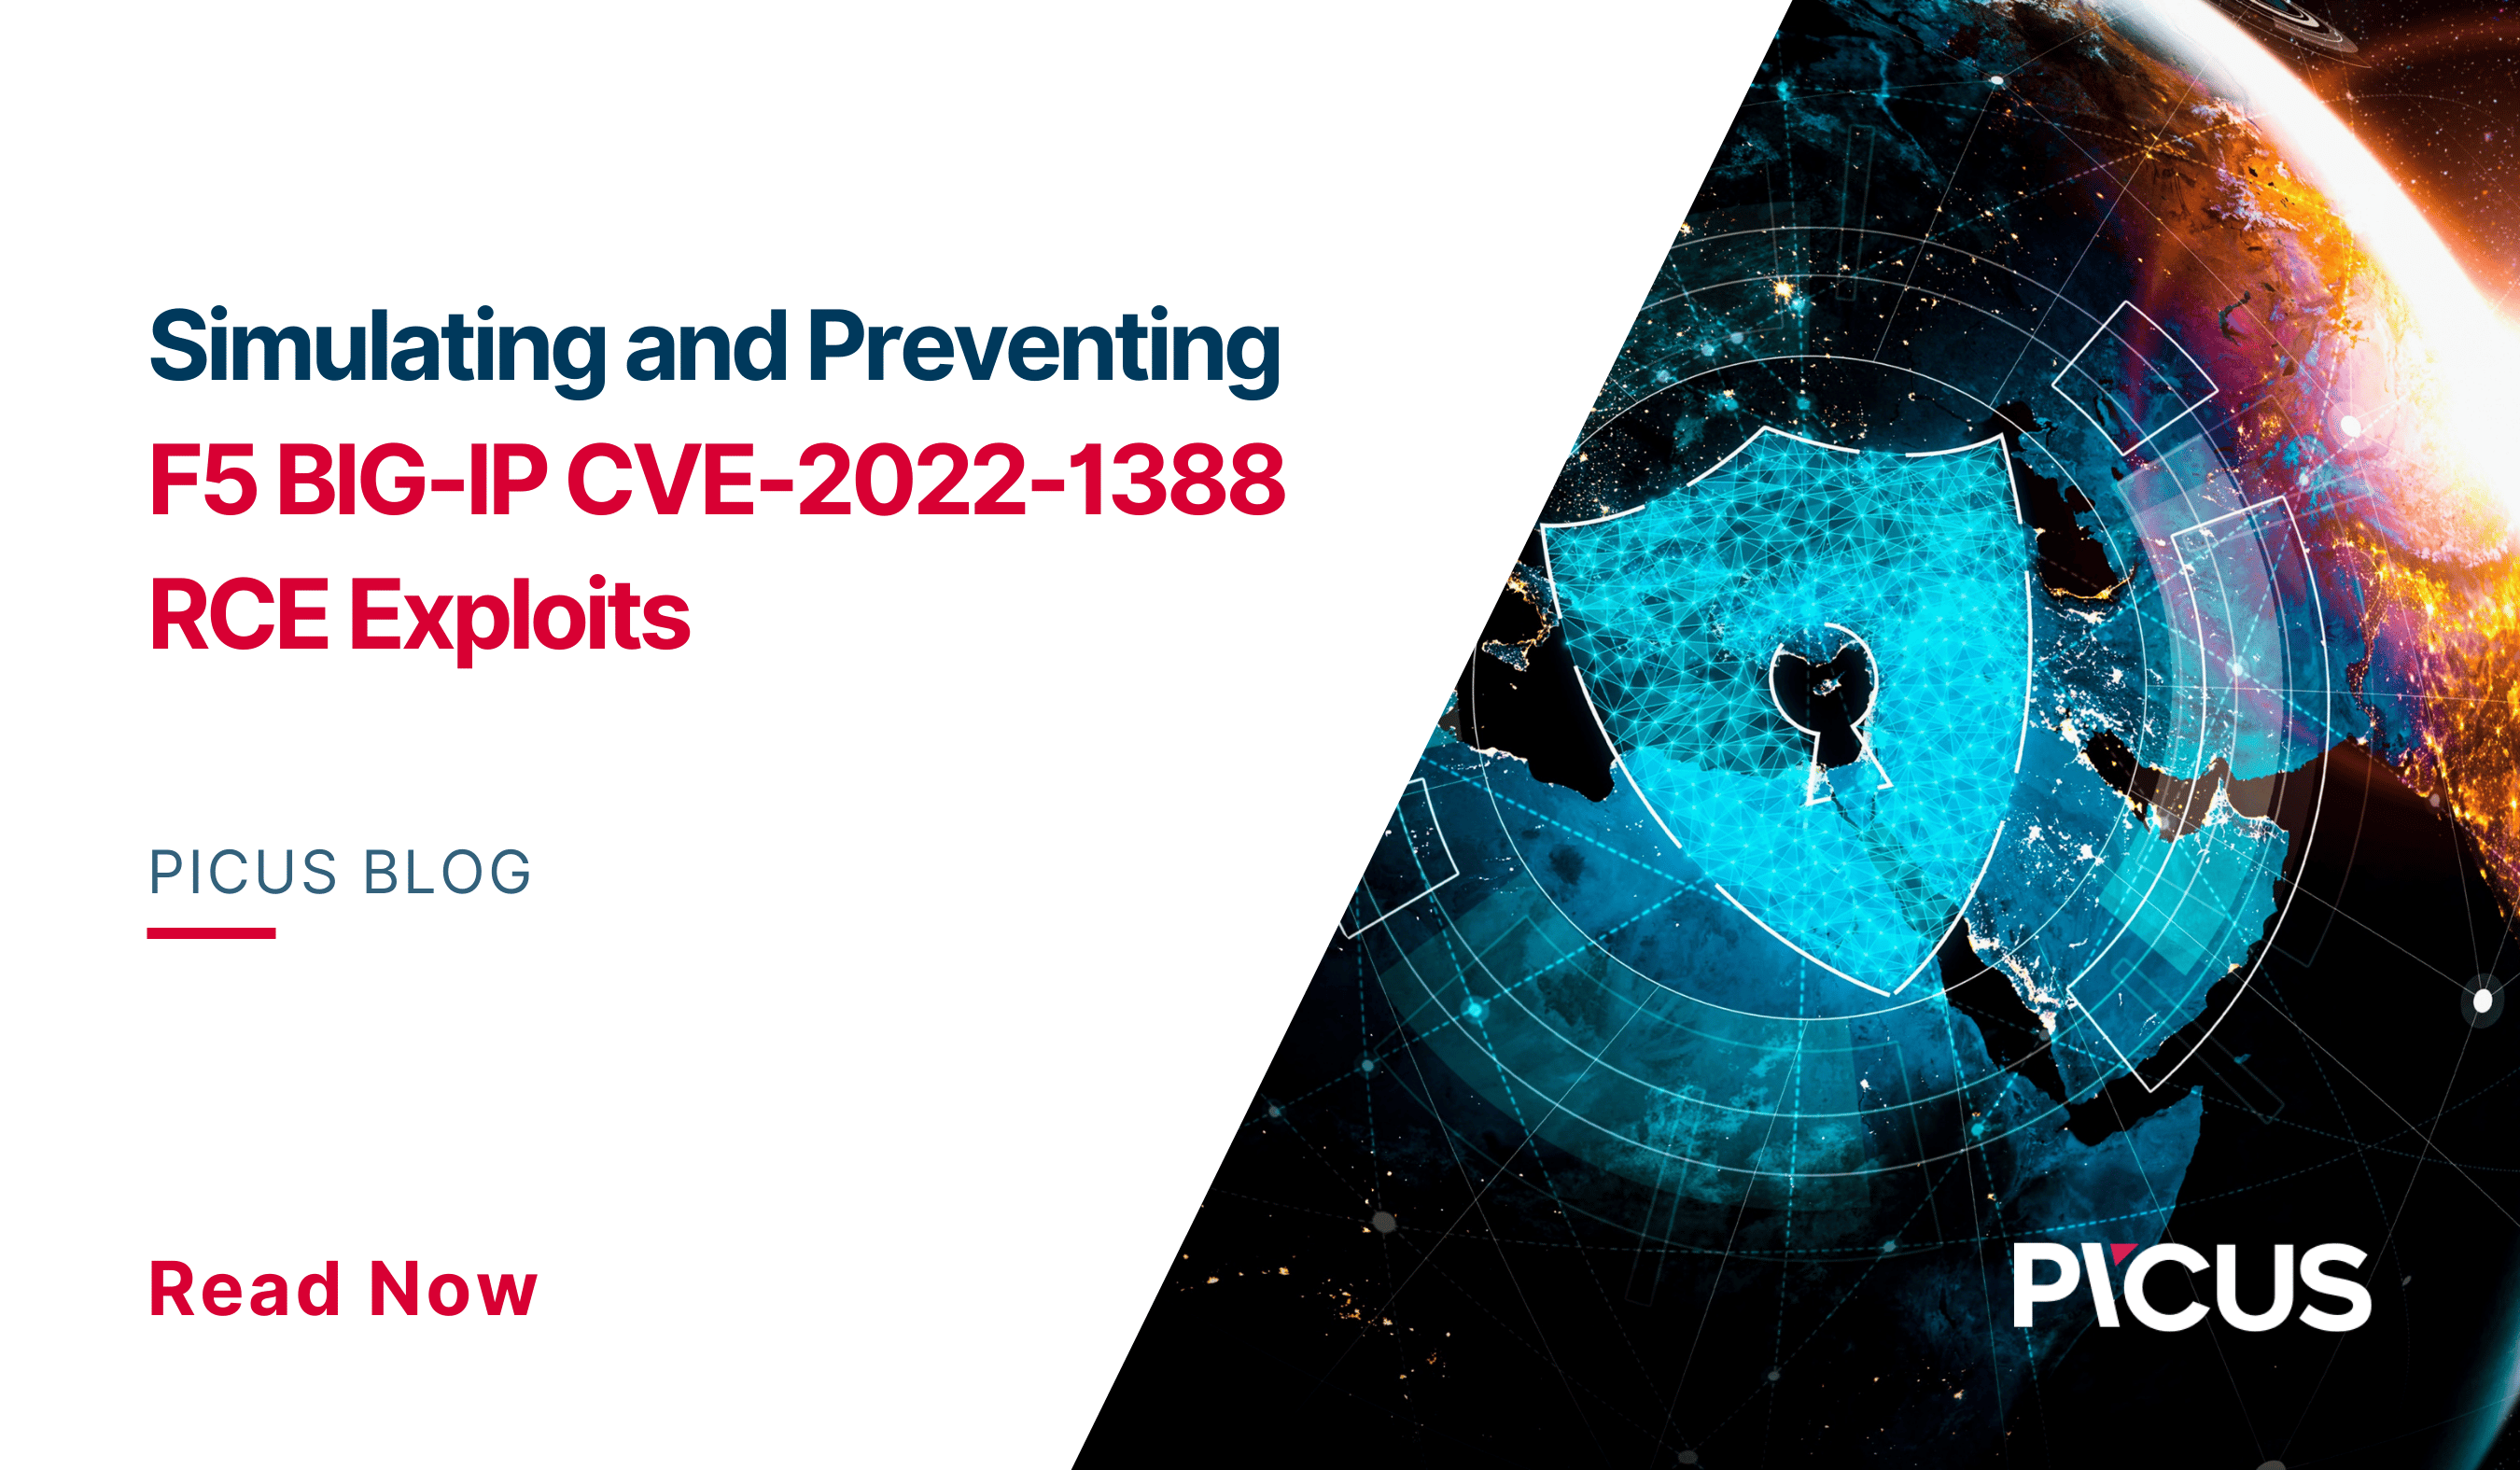 Simulating and Preventing
F5 BIG-IP CVE-2022-1388
RCE Exploits
PICUS BLOG
Read Now
PICUS